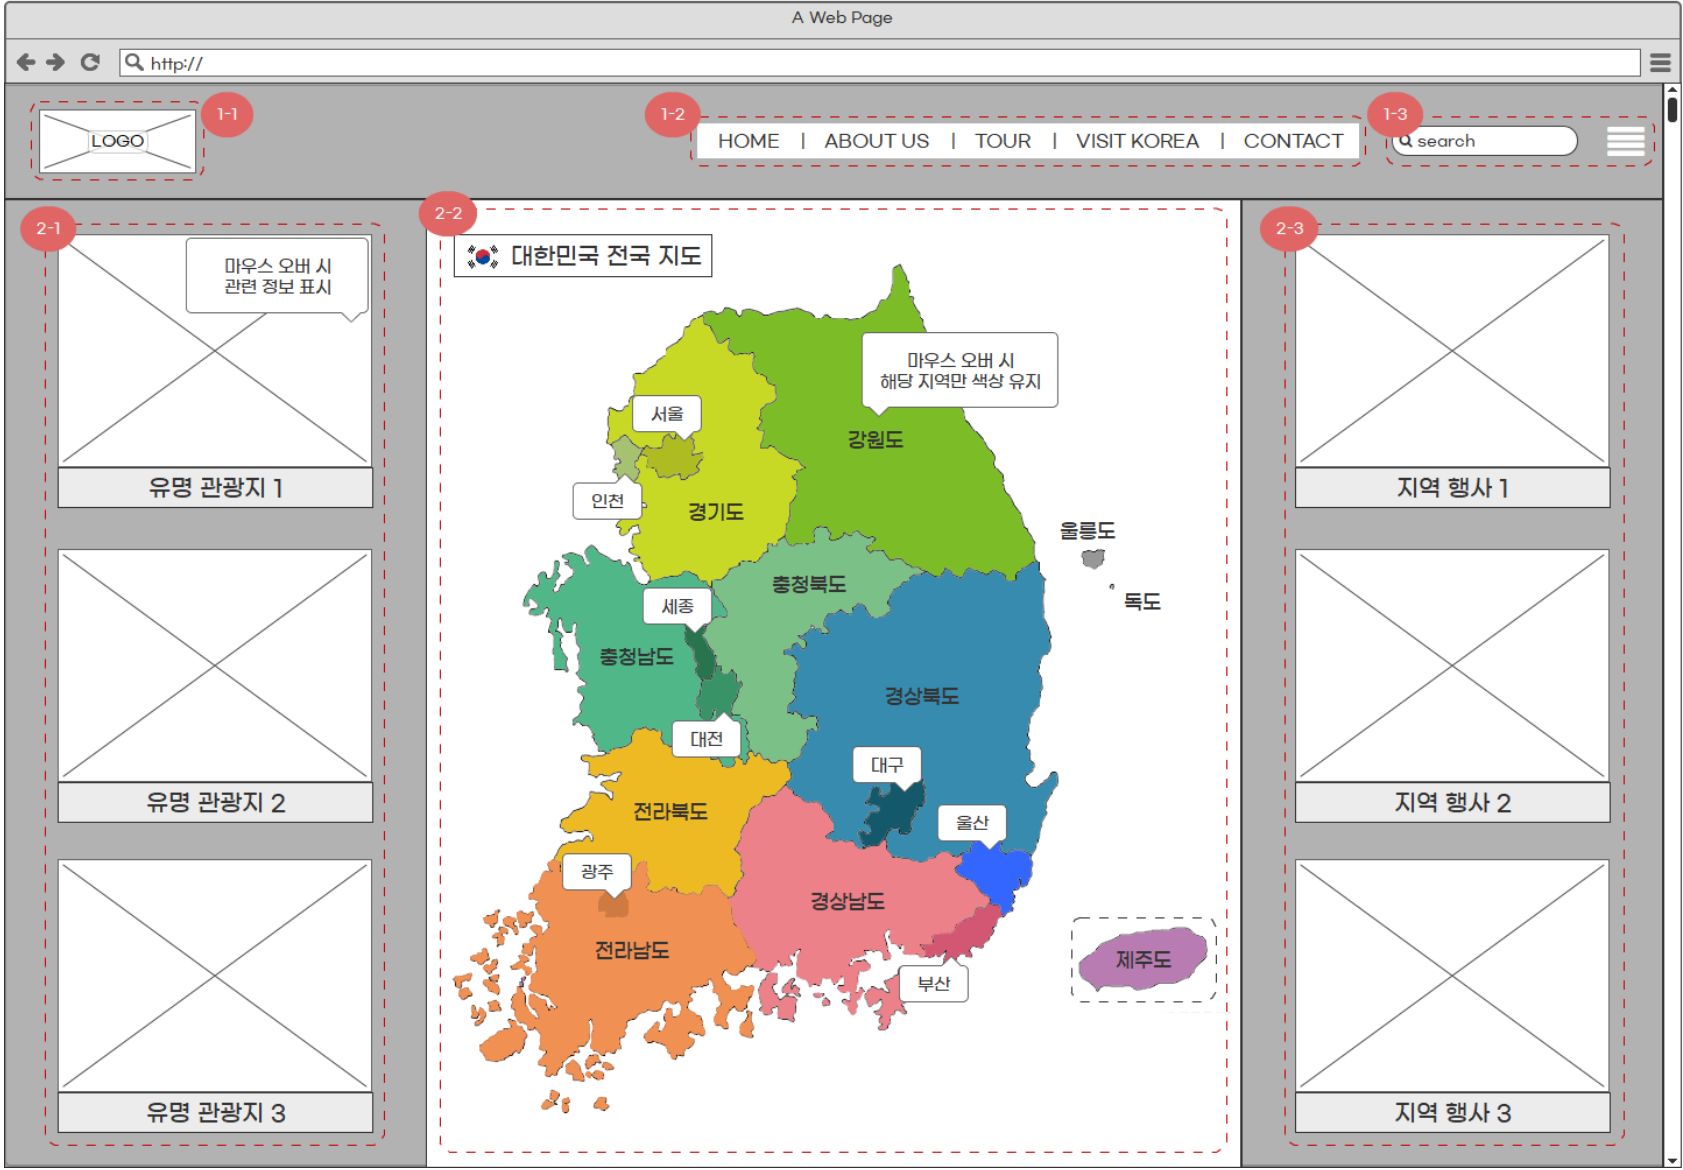 A Web Page
http://
1-1
LOGO
1-2
HOME | ABOUT US | TOUR | VISIT KOREA | CONTACT
1-3
search
2-1
마우스 오버 시
관련 정보 표시
유명 관광지 1
유명 관광지 2
유명 관광지 3
2-2
대한민국 전국 지도
마우스 오버 시
해당 지역만 색상 유지
서울
강원도
인천
경기도
울릉도
독도
충청북도
세종
충청남도
경상북도
대전
대구
전라북도
울산
광주
경상남도
전라남도
부산
제주도
2-3
지역 행사 1
지역 행사 2
지역 행사 3